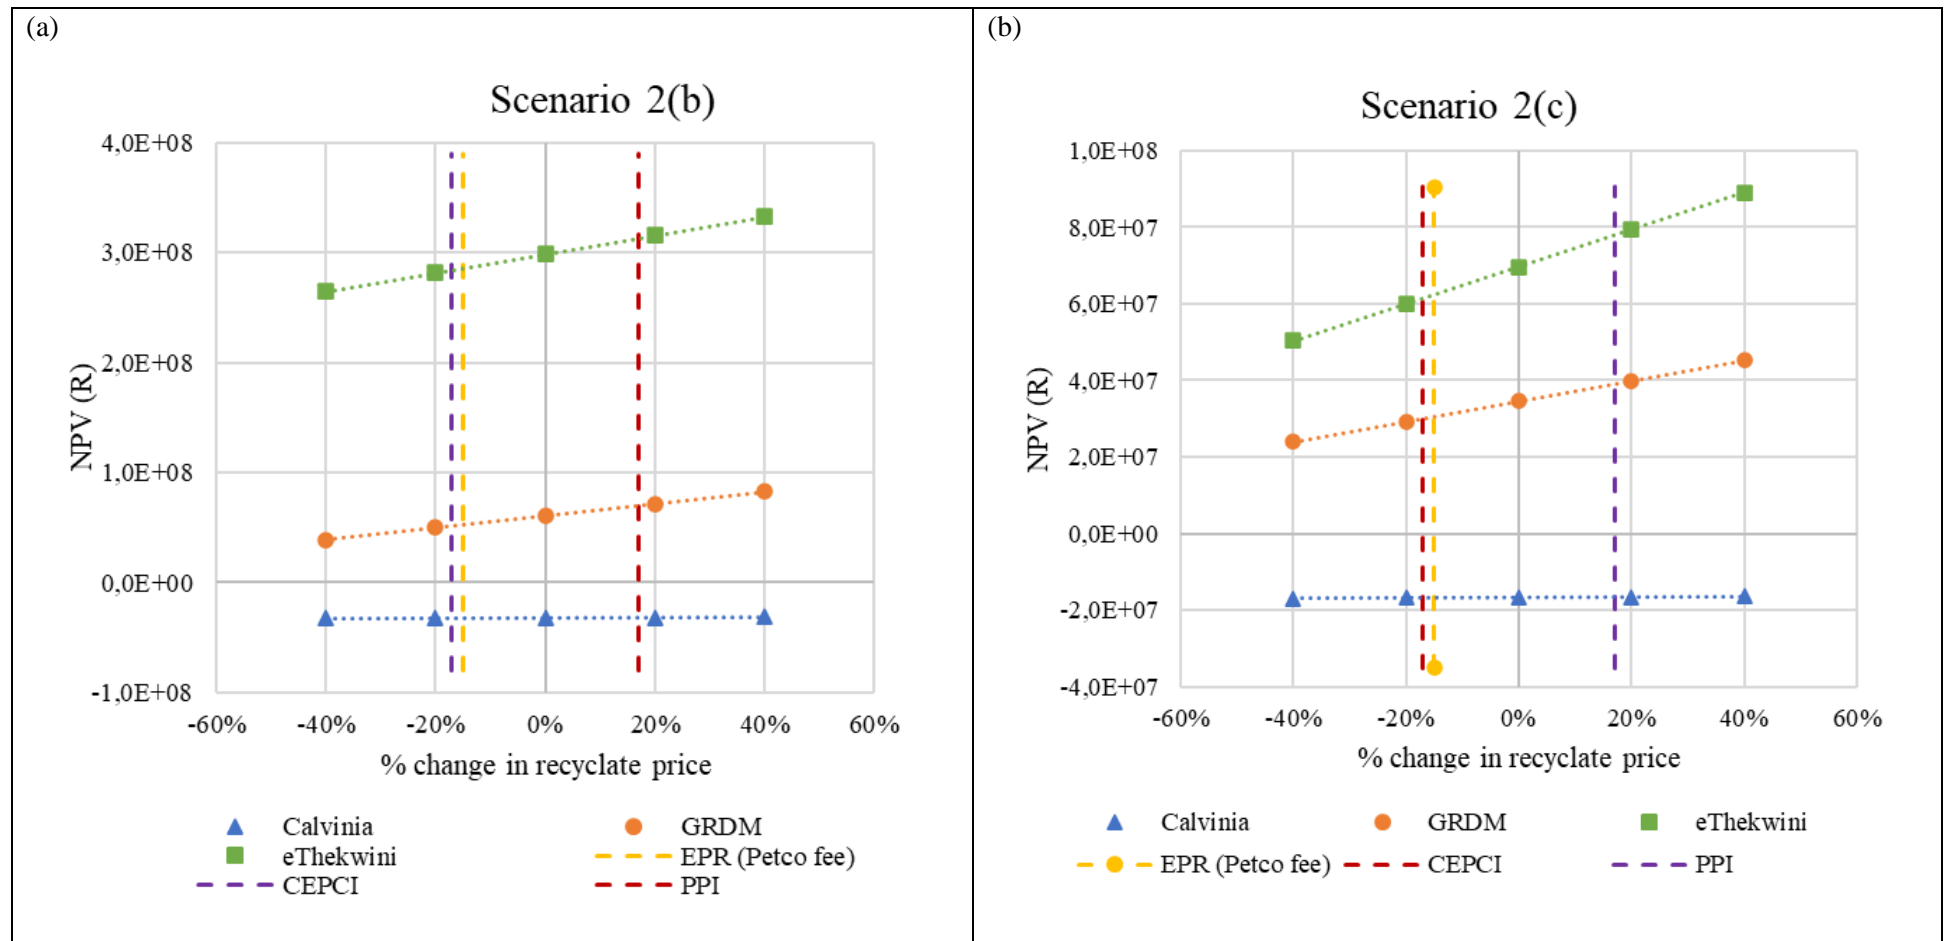 (a)
Scenario 2(b)
4,0E+08
3,0E+08
2,0E+08
1,0E+08
0,0E+00
-1,0E+08
NPV (R)
-60% -40% -20% 0% 20% 40% 60%
% change in recyclate price
Calvinia GRDM
eThekwini EPR (Petco fee)
CEPCI PPI
(b)
Scenario 2(c)
1,0E+08
8,0E+07
6,0E+07
4,0E+07
2,0E+07
0,0E+00
-2,0E+07
-4,0E+07
NPV (R)
-60% -40% -20% 0% 20% 40% 60%
% change in recyclate price
Calvinia GRDM eThekwini
EPR (Petco fee) CEPCI PPI